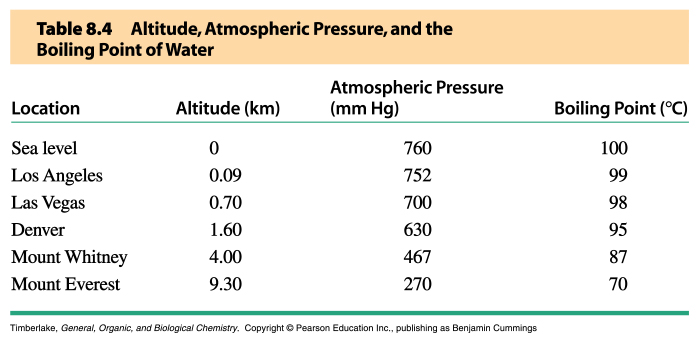 Table 8.4 Altitude, Atmospheric Pressure, and the
Boiling Point of Water
Location Altitude (km) Atmospheric Pressure (mm Hg) Boiling Point (°C)
Sea level 0 760 100
Los Angeles 0.09 752 99
Las Vegas 0.70 700 98
Denver 1.60 630 95
Mount Whitney 4.00 467 87
Mount Everest 9.30 270 70
Timberlake, General, Organic, and Biological Chemistry. Copyright © Pearson Education Inc., publishing as Benjamin Cummings